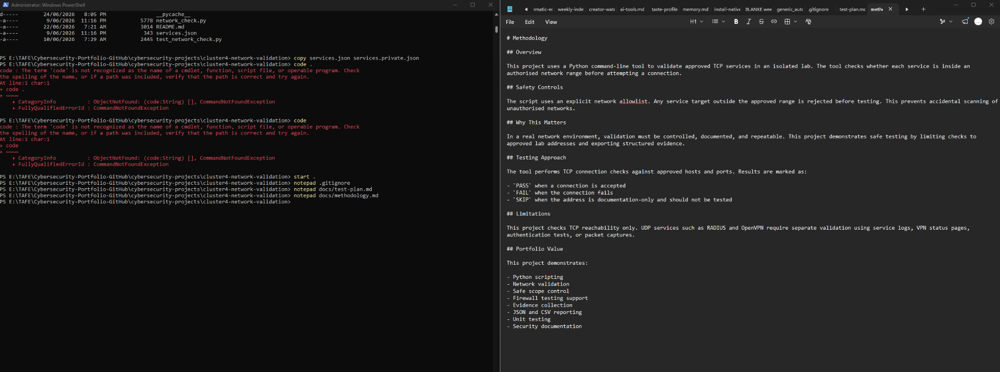 Administrator: Windows PowerShell
d----- 24/06/2026 8:05 PM __pycache__
-a---- 9/06/2026 11:16 PM 5778 network_check.py
-a---- 22/06/2026 7:21 AM 3014 README.md
-a---- 9/06/2026 11:16 PM 343 services.json
-a---- 10/06/2026 7:29 AM 2445 test_network_check.py
PS E:\TAFE\Cybersecurity-Portfolio-GitHub\cybersecurity-projects\cluster4-network-validation> copy services.json services.private.json
PS E:\TAFE\Cybersecurity-Portfolio-GitHub\cybersecurity-projects\cluster4-network-validation> code .
code : The term 'code' is not recognized as the name of a cmdlet, function, script file, or operable program. Check
the spelling of the name, or if a path was included, verify that the path is correct and try again.
At line:1 char:1
+ code .
+ ~~~~
+ CategoryInfo : ObjectNotFound: (code:String) [], CommandNotFoundException
+ FullyQualifiedErrorId : CommandNotFoundException
PS E:\TAFE\Cybersecurity-Portfolio-GitHub\cybersecurity-projects\cluster4-network-validation> code
code : The term 'code' is not recognized as the name of a cmdlet, function, script file, or operable program. Check
the spelling of the name, or if a path was included, verify that the path is correct and try again.
At line:1 char:1
+ code
+ ~~~~
+ CategoryInfo : ObjectNotFound: (code:String) [], CommandNotFoundException
+ FullyQualifiedErrorId : CommandNotFoundException
PS E:\TAFE\Cybersecurity-Portfolio-GitHub\cybersecurity-projects\cluster4-network-validation> start .
PS E:\TAFE\Cybersecurity-Portfolio-GitHub\cybersecurity-projects\cluster4-network-validation> notepad .gitignore
PS E:\TAFE\Cybersecurity-Portfolio-GitHub\cybersecurity-projects\cluster4-network-validation> notepad docs/test-plan.md
PS E:\TAFE\Cybersecurity-Portfolio-GitHub\cybersecurity-projects\cluster4-network-validation> notepad docs/methodology.md
PS E:\TAFE\Cybersecurity-Portfolio-GitHub\cybersecurity-projects\cluster4-network-validation>
weekly-inde creator-watc ai-tools.md taste-profile memory.md install-native BLANKE wee generic_auto .gitignore test-plan.mc meth
File Edit View H1 B I S
# Methodology
## Overview
This project uses a Python command-line tool to validate approved TCP services in an isolated lab. The tool checks whether each service is inside an
authorised network range before attempting a connection.
## Safety Controls
The script uses an explicit network allowlist. Any service target outside the approved range is rejected before testing. This prevents accidental scanning of
unauthorised networks.
## Why This Matters
In a real network environment, validation must be controlled, documented, and repeatable. This project demonstrates safe testing by limiting checks to
approved lab addresses and exporting structured evidence.
## Testing Approach
The tool performs TCP connection checks against approved hosts and ports. Results are marked as:
- `PASS` when a connection is accepted
- `FAIL` when the connection fails
- `SKIP` when the address is documentation-only and should not be tested
## Limitations
This project checks TCP reachability only. UDP services such as RADIUS and OpenVPN require separate validation using service logs, VPN status pages,
authentication tests, or packet captures.
## Portfolio Value
This project demonstrates:
- Python scripting
- Network validation
- Safe scope control
- Firewall testing support
- Evidence collection
- JSON and CSV reporting
- Unit testing
- Security documentation